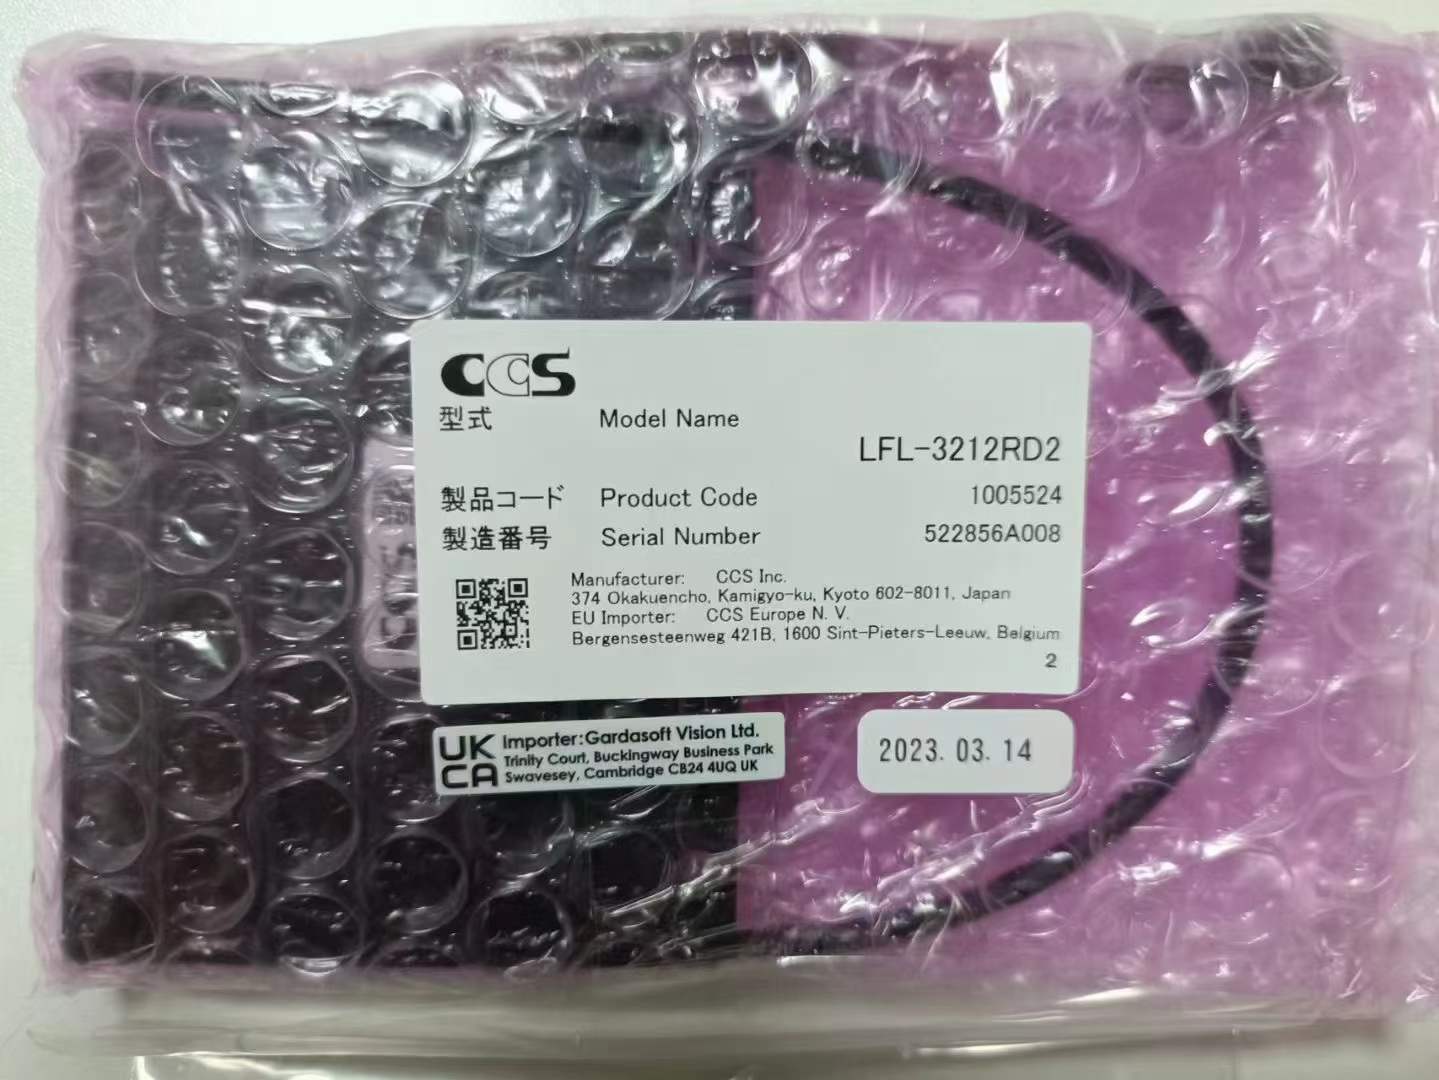 CCS
型式 Model Name
LFL-3212RD2
製品コード Product Code 1005524
製造番号 Serial Number 522856A008
Manufacturer: CCS Inc.
374 Okakuencho, Kamigyo-ku, Kyoto 602-8011, Japan
EU Importer: CCS Europe N. V.
Bergensesteenweg 421B, 1600 Sint-Pieters-Leeuw, Belgium
2
UK
CA
Importer:Gardasoft Vision Ltd.
Trinity Court, Buckingway Business Park
Swavesey, Cambridge CB24 4UQ UK
2023. 03. 14